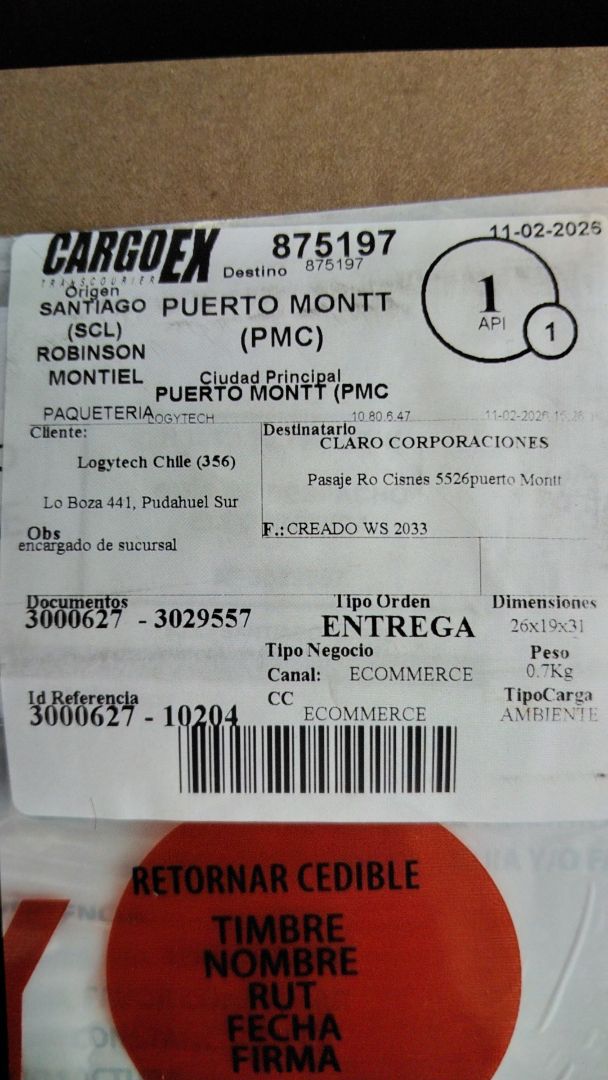 CARGOEX
TRANSCOURIER
875197
11-02-2026
Destino 875197
Origen
SANTIAGO
(SCL)
PUERTO MONTT
(PMC)
1
API
1
ROBINSON
MONTIEL
Ciudad Principal
PUERTO MONTT (PMC
PAQUETERIA
LOGYTECH
10.80.6.47
11-02-2026
Cliente:
Logytech Chile (356)
Lo Boza 441, Pudahuel Sur
Destinatario
CLARO CORPORACIONES
Pasaje Ro Cisnes 5526puerto Montt
F.:CREADO WS 2033
Obs
encargado de sucursal
Documentos
3000627 - 3029557
Tipo Orden
ENTREGA
Dimensiones
26x19x31
Tipo Negocio
Canal: ECOMMERCE
Peso
0.7Kg
CC
ECOMMERCE
TipoCarga
AMBIENTE
Id Referencia
3000627 - 10204
RETORNAR CEDIBLE
TIMBRE
NOMBRE
RUT
FECHA
FIRMA